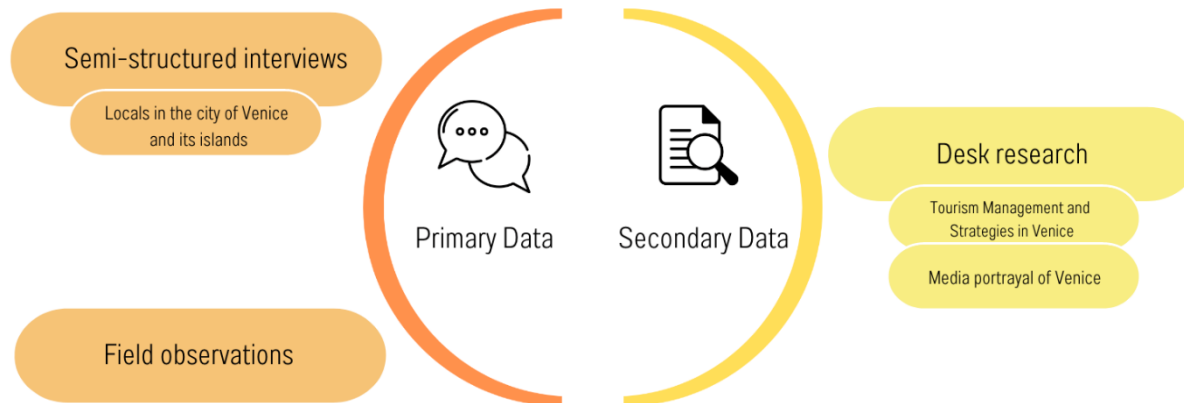 Semi-structured interviews
Locals in the city of Venice
and its islands
Field observations
Primary Data
Secondary Data
Desk research
Tourism Management and
Strategies in Venice
Media portrayal of Venice